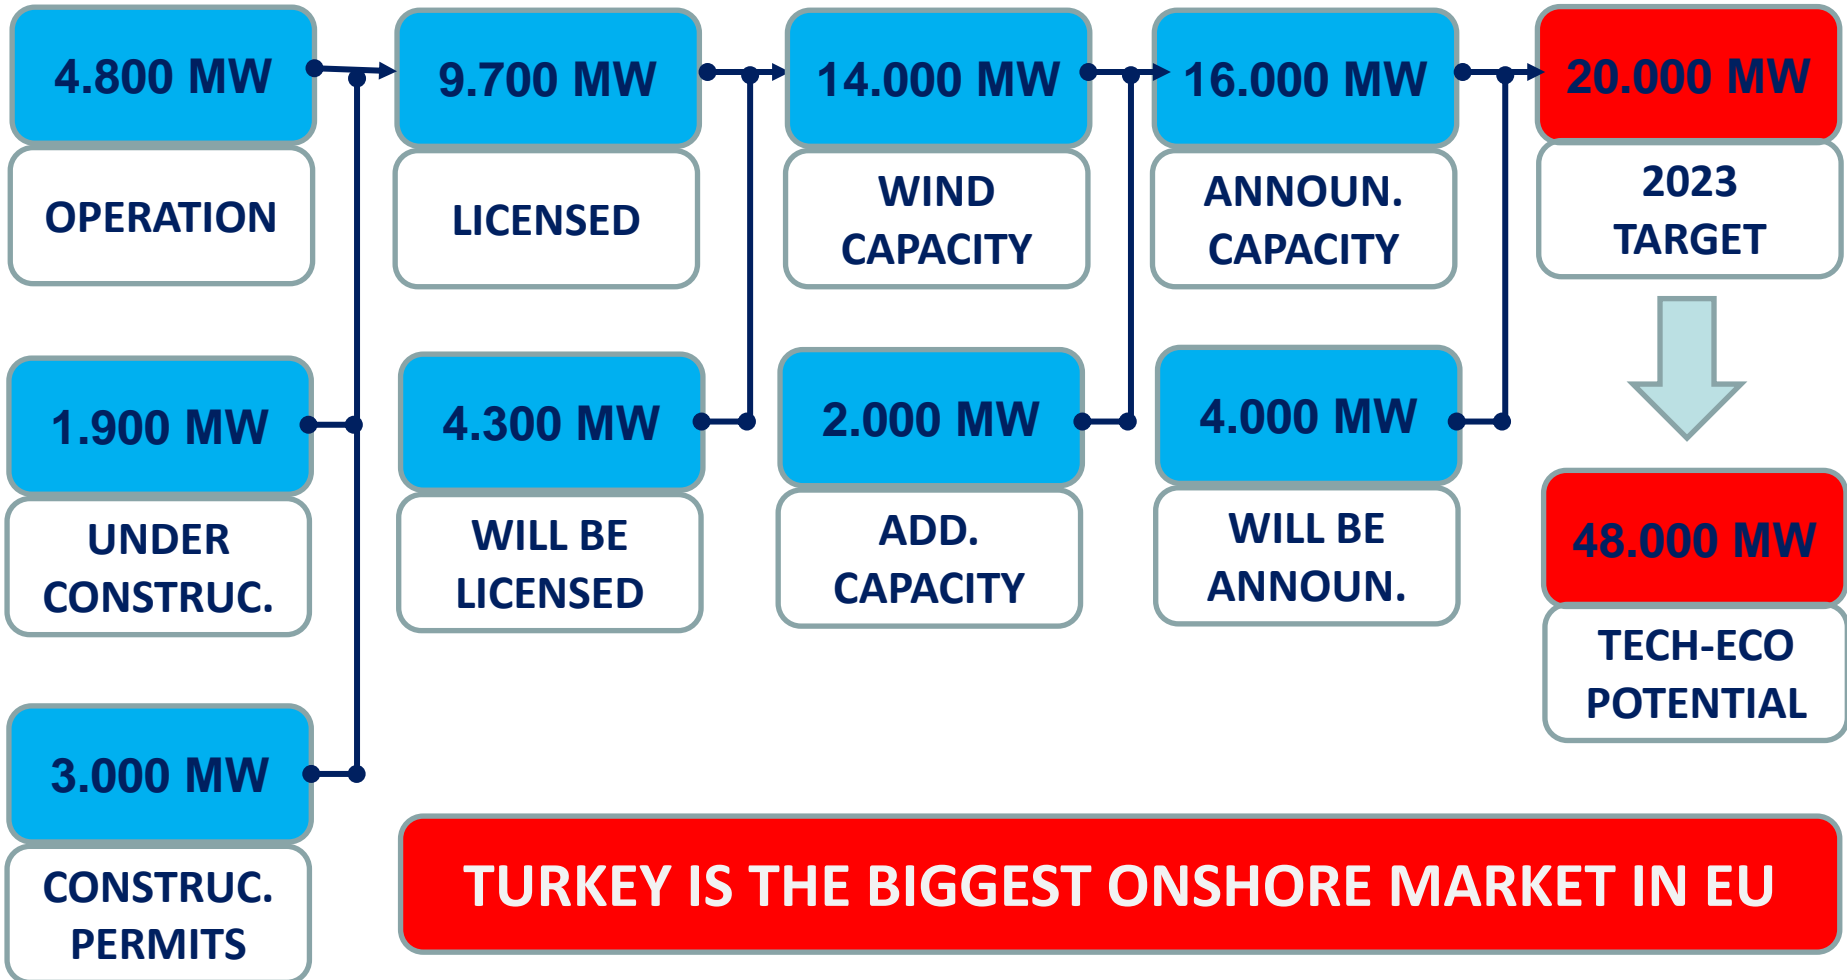 4.800 MW
OPERATION
9.700 MW
LICENSED
14.000 MW
WIND
CAPACITY
16.000 MW
ANNOUN.
CAPACITY
20.000 MW
2023
TARGET
1.900 MW
UNDER
CONSTRUC.
4.300 MW
WILL BE
LICENSED
2.000 MW
ADD.
CAPACITY
4.000 MW
WILL BE
ANNOUN.
48.000 MW
TECH-ECO
POTENTIAL
3.000 MW
CONSTRUC.
PERMITS
TURKEY IS THE BIGGEST ONSHORE MARKET IN EU